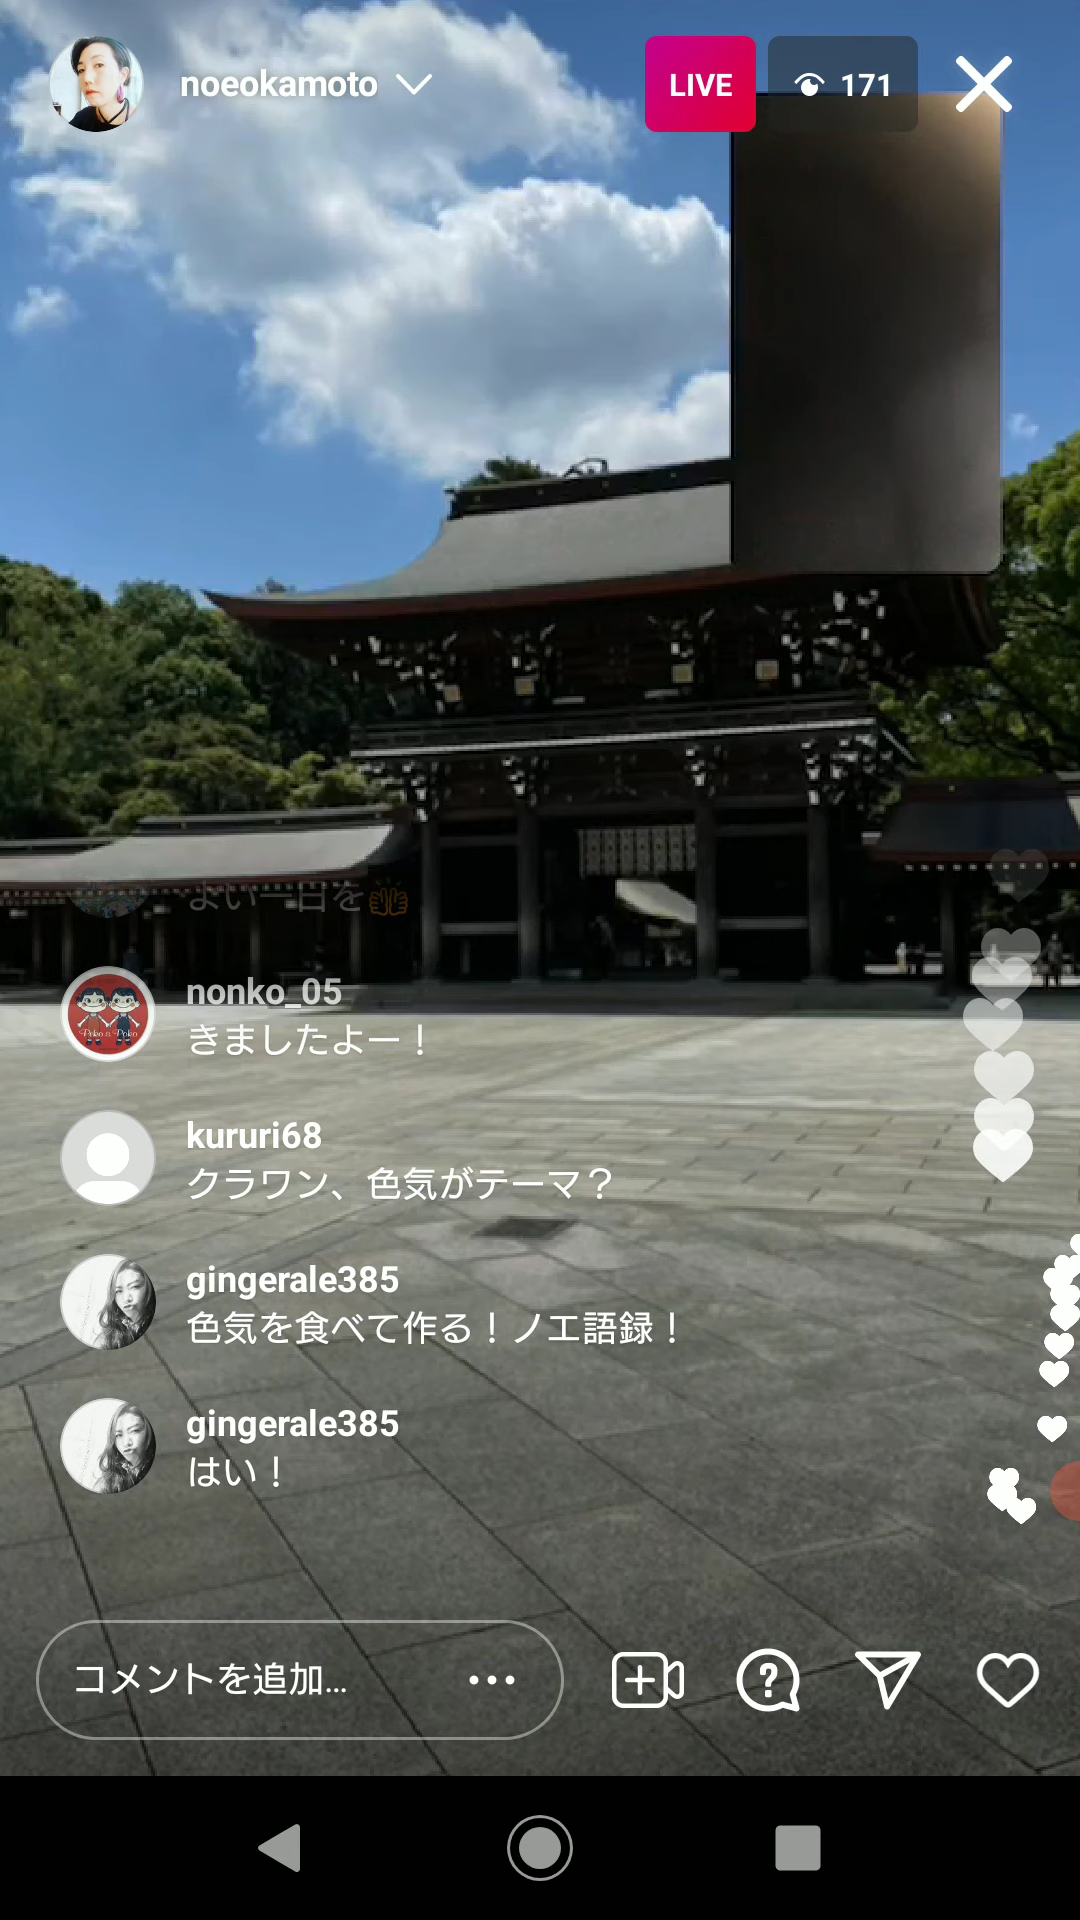 noeokamoto
LIVE
171
よい一日を
nonko_05
きましたよー！
kururi68
クラワン、色気がテーマ？
gingerale385
色気を食べて作る！ノエ語録！
gingerale385
はい！
コメントを追加...